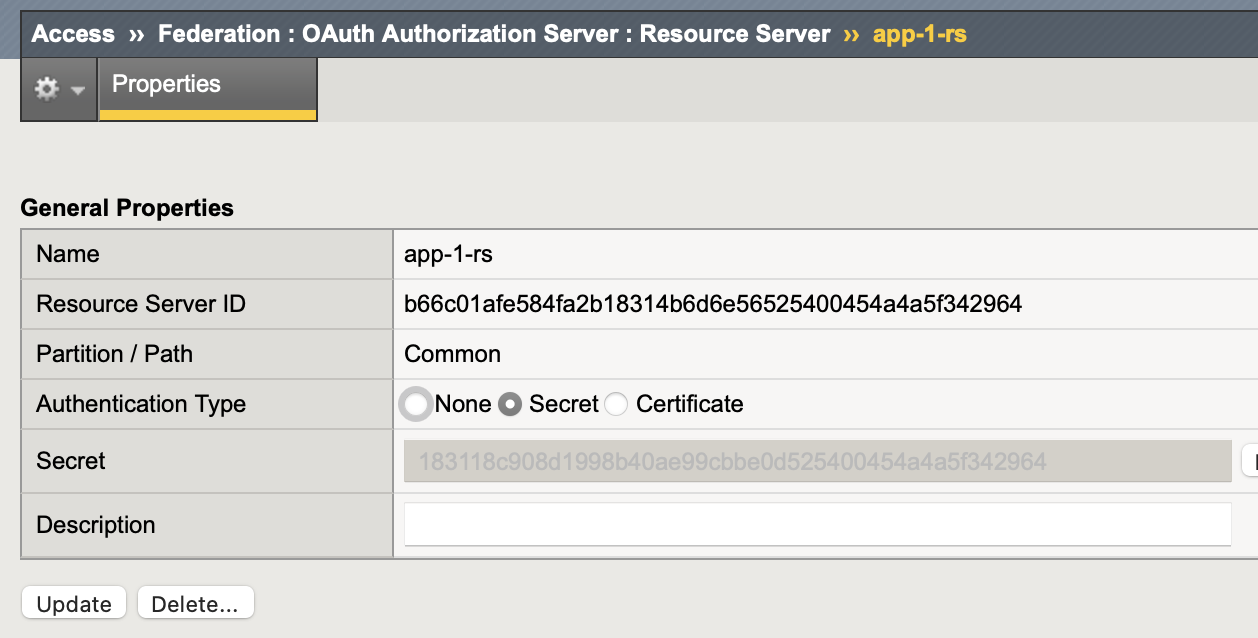 Access ›› Federation : OAuth Authorization Server : Resource Server ›› app-1-rs
Properties
General Properties
Name app-1-rs
Resource Server ID b66c01afe584fa2b18314b6d6e56525400454a4a5f342964
Partition / Path Common
Authentication Type None Secret Certificate
Secret 183118c908d1998b40ae99cbbe0d525400454a4a5f342964
Description
Update Delete...